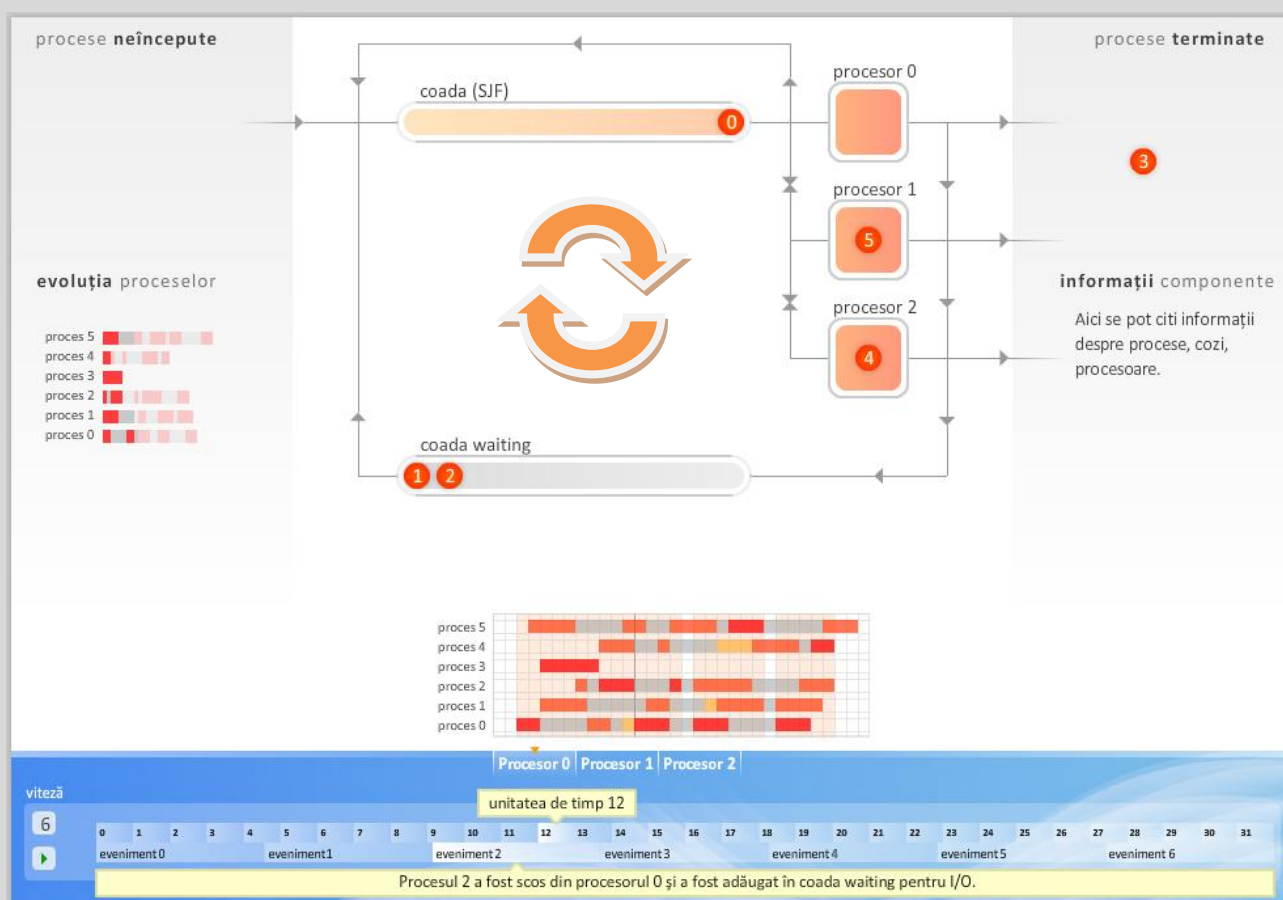 procese neîncepute
procese terminate
coada (SJF)
0
procesor 0
3
procesor 1
5
evoluția proceselor
informații componente
procesor 2
4
Aici se pot citi informații
despre procese, cozi,
procesoare.
proces 5
proces 4
proces 3
proces 2
proces 1
proces 0
coada waiting
1 2
proces 5
proces 4
proces 3
proces 2
proces 1
proces 0
Procesor 0 Procesor 1 Procesor 2
viteză
unitatea de timp 12
6
0 1 2 3 4 5 6 7 8 9 10 11 12 13 14 15 16 17 18 19 20 21 22 23 24 25 26 27 28 29 30 31
eveniment 0 eveniment 1 eveniment 2 eveniment 3 eveniment 4 eveniment 5 eveniment 6
Procesul 2 a fost scos din procesorul 0 și a fost adăugat în coada waiting pentru I/O.